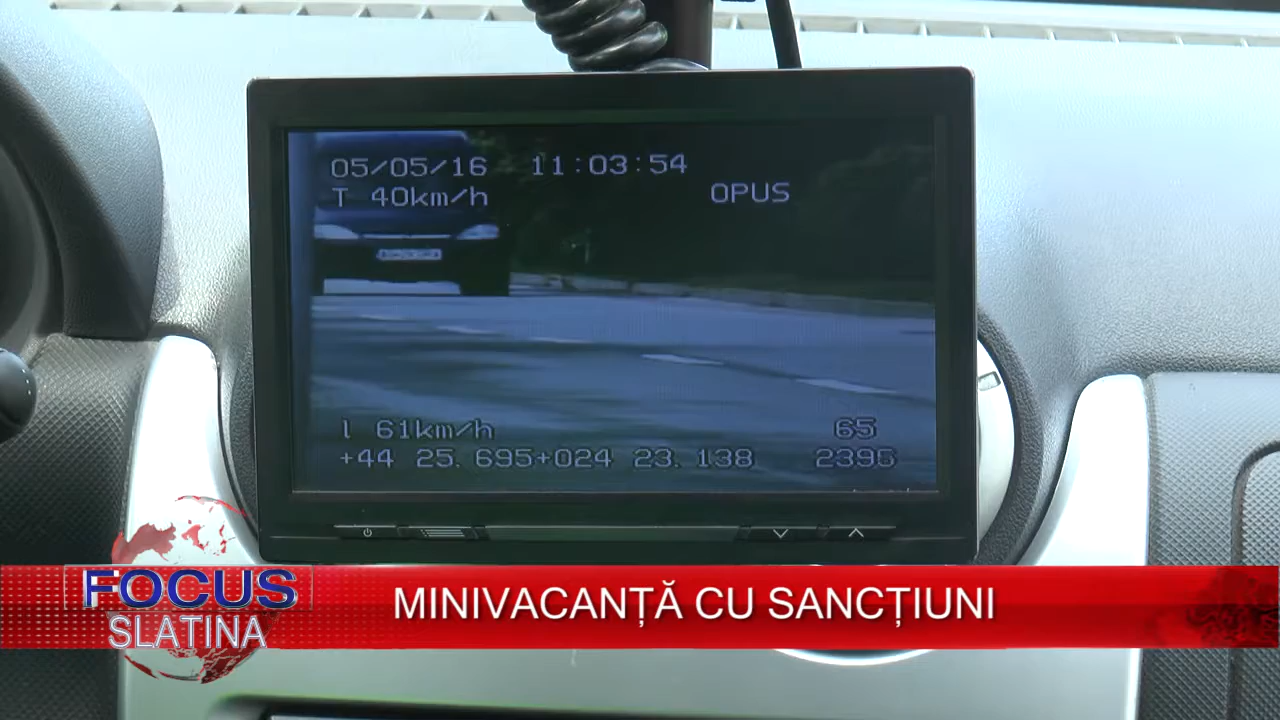 05/05/16 11:03:54
T 40km/h OPUS
l 61km/h 65
+44 25.695+024 23.138 2395
FOCUS
SLATINA
MINIVACANȚĂ CU SANCȚIUNI